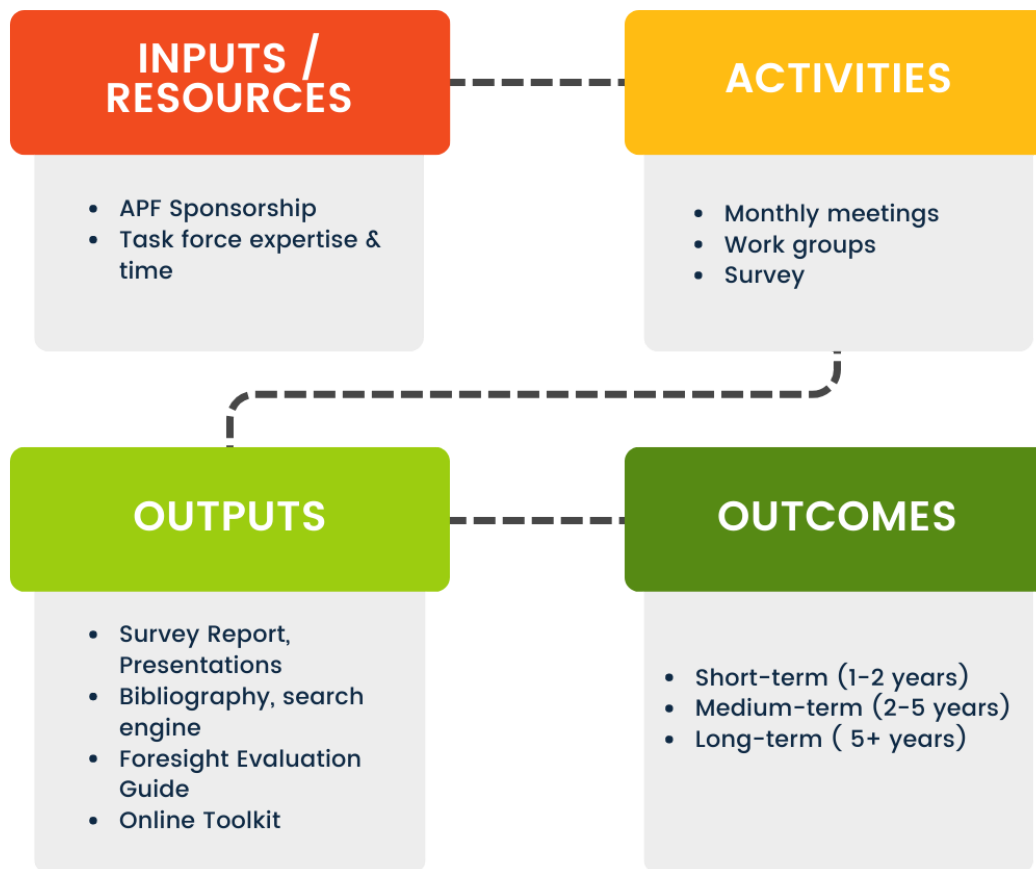 INPUTS /
RESOURCES
• APF Sponsorship
• Task force expertise &
time
ACTIVITIES
• Monthly meetings
• Work groups
• Survey
OUTPUTS
• Survey Report,
Presentations
• Bibliography, search
engine
• Foresight Evaluation
Guide
• Online Toolkit
OUTCOMES
• Short-term (1-2 years)
• Medium-term (2-5 years)
• Long-term ( 5+ years)